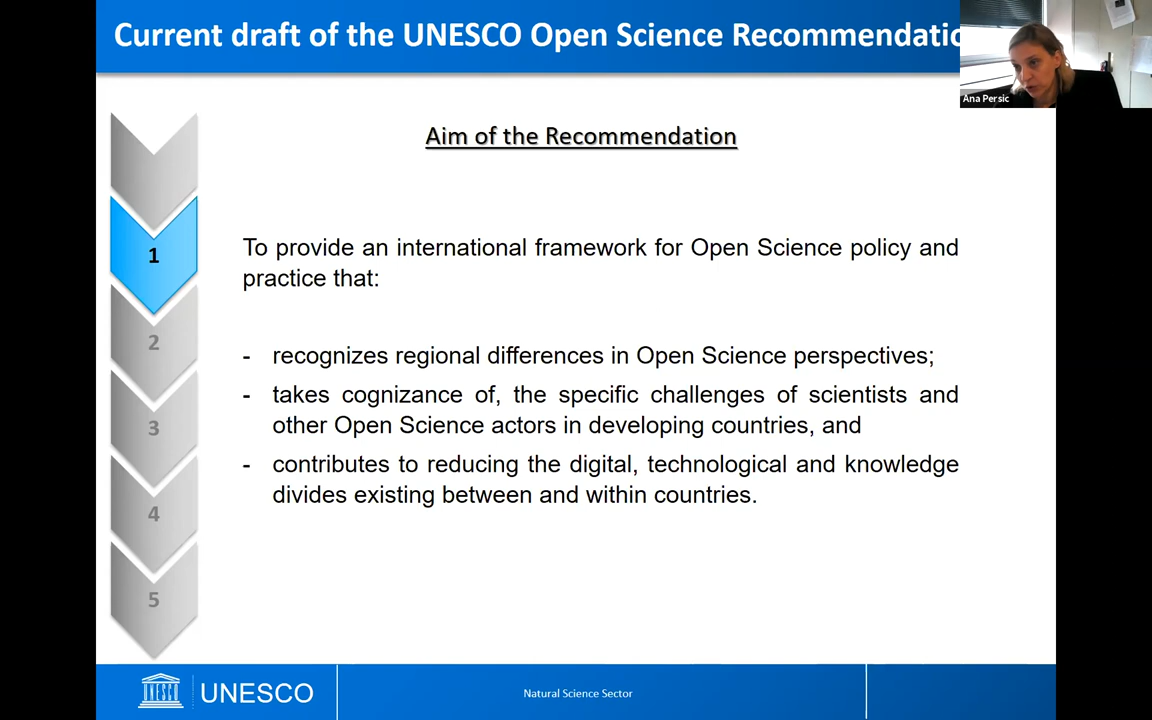 Current draft of the UNESCO Open Science Recommendatio
Ana Persic
Aim of the Recommendation
1
2
3
4
5
To provide an international framework for Open Science policy and
practice that:
- recognizes regional differences in Open Science perspectives;
- takes cognizance of, the specific challenges of scientists and
other Open Science actors in developing countries, and
- contributes to reducing the digital, technological and knowledge
divides existing between and within countries.
UNESCO
UNESCO
Natural Science Sector